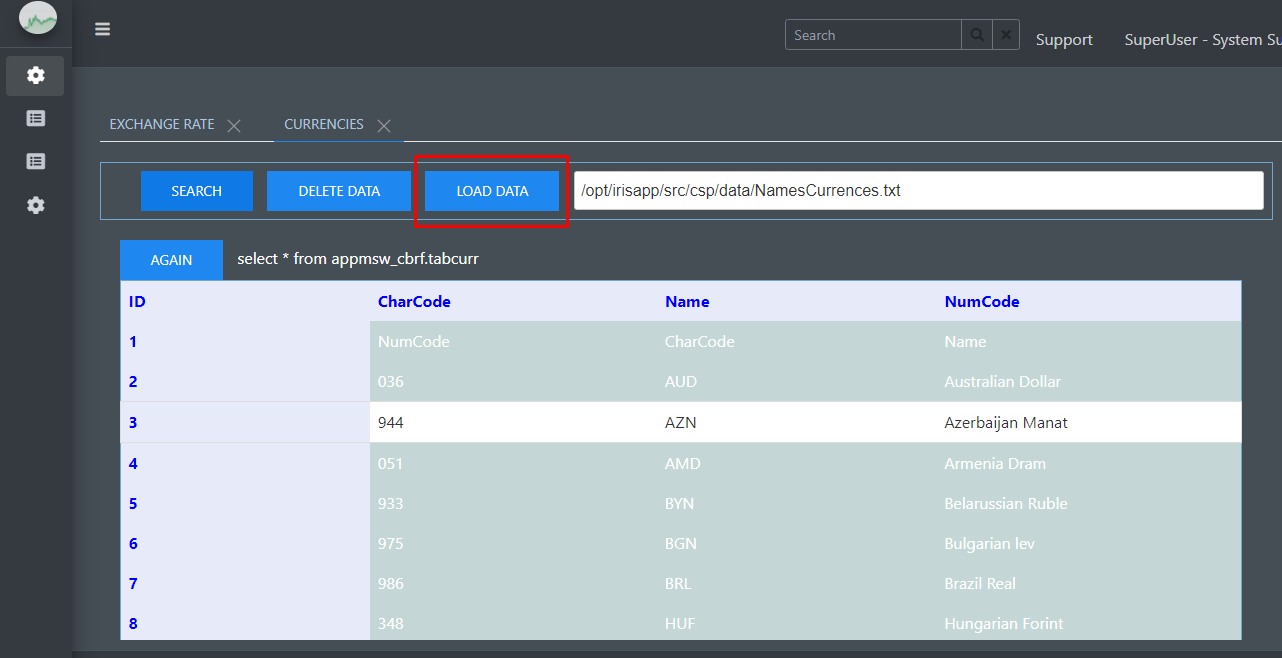 Search
Support
SuperUser - System Su
EXCHANGE RATE
CURRENCIES
SEARCH DELETE DATA LOAD DATA /opt/irisapp/src/csp/data/NamesCurrences.txt
AGAIN select * from appmsw_cbrf.tabcurr
ID CharCode Name NumCode
1 NumCode CharCode Name
2 036 AUD Australian Dollar
3 944 AZN Azerbaijan Manat
4 051 AMD Armenia Dram
5 933 BYN Belarussian Ruble
6 975 BGN Bulgarian lev
7 986 BRL Brazil Real
8 348 HUF Hungarian Forint